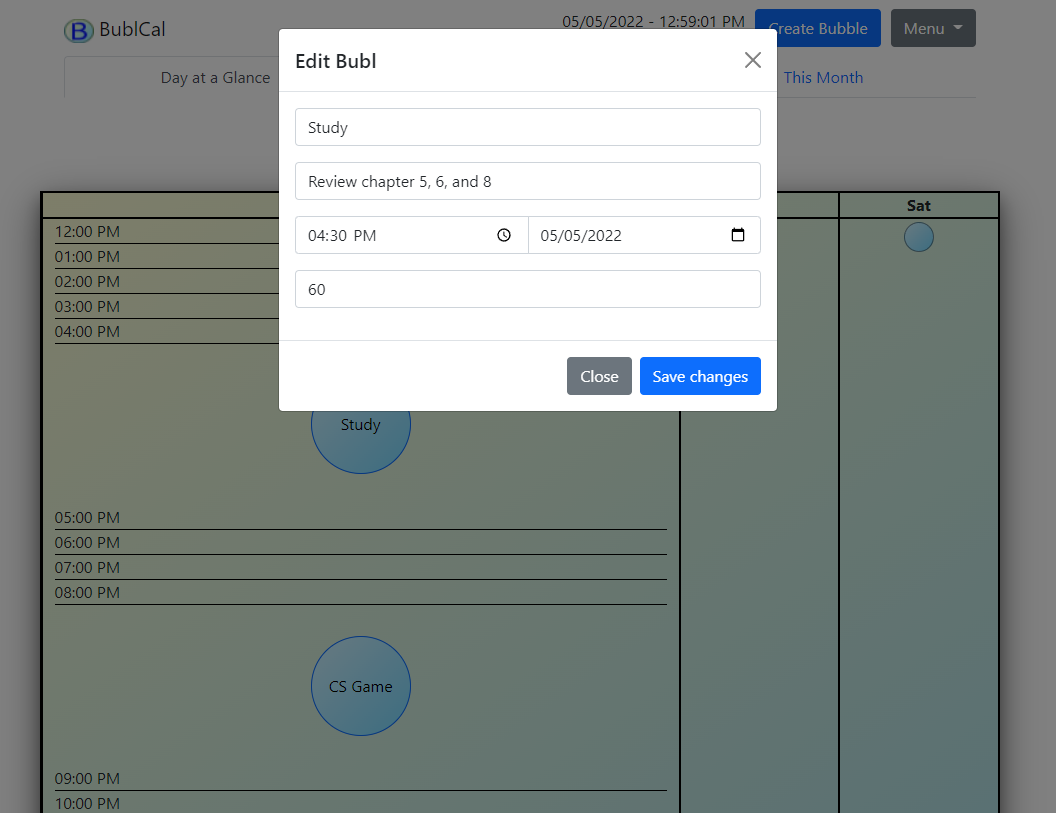 BublCal
05/05/2022 - 12:59:01 PM
Create Bubble
Menu
Edit Bubl
Day at a Glance
This Month
Study
Review chapter 5, 6, and 8
04:30 PM
05/05/2022
60
Close
Save changes
Sat
12:00 PM
01:00 PM
02:00 PM
03:00 PM
04:00 PM
Study
05:00 PM
06:00 PM
07:00 PM
08:00 PM
CS Game
09:00 PM
10:00 PM